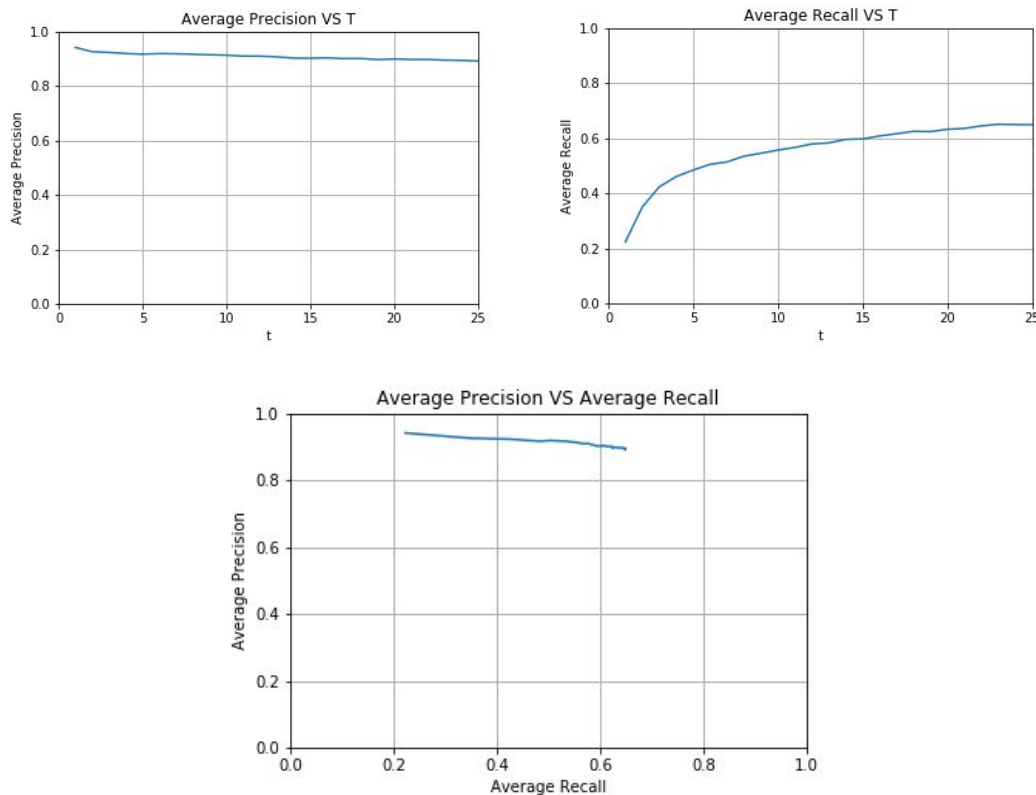 Average Precision VS T
1.0
0.8
0.6
0.4
0.2
0.0
Average Precision
0 5 10 15 20 25
t
Average Recall VS T
1.0
0.8
0.6
0.4
0.2
0.0
Average Recall
0 5 10 15 20 25
t
Average Precision VS Average Recall
1.0
0.8
0.6
0.4
0.2
0.0
Average Precision
0.0 0.2 0.4 0.6 0.8 1.0
Average Recall